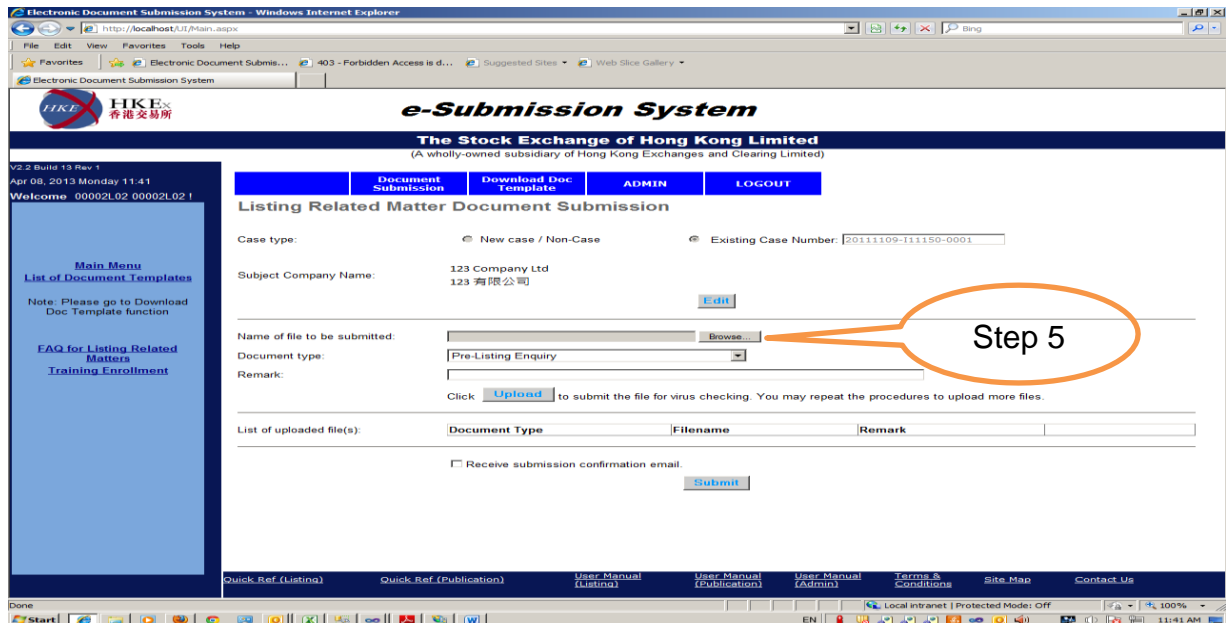 Electronic Document Submission System - Windows Internet Explorer
http://localhost/UI/Main.aspx
Bing
File Edit View Favorites Tools Help
Favorites Electronic Document Submis... 403 - Forbidden Access is d... Suggested Sites Web Slice Gallery
Electronic Document Submission System
HKEx HKEx
香港交易所
e-Submission System
The Stock Exchange of Hong Kong Limited
(A wholly-owned subsidiary of Hong Kong Exchanges and Clearing Limited)
V2.2 Build 13 Rev 1
Apr 08, 2013 Monday 11:41
Welcome 00002L02 00002L02 !
Document Submission Download Doc Template ADMIN LOGOUT
Listing Related Matter Document Submission
Case type: New case / Non-Case Existing Case Number: 20111109-I11150-0001
Main Menu
List of Document Templates
Note: Please go to Download
Doc Template function
FAQ for Listing Related
Matters
Training Enrollment
Subject Company Name: 123 Company Ltd
123 有限公司
Edit
Step 5
Name of file to be submitted: Browse...
Document type: Pre-Listing Enquiry
Remark:
Click Upload to submit the file for virus checking. You may repeat the procedures to upload more files.
List of uploaded file(s): Document Type Filename Remark
Receive submission confirmation email.
Submit
Quick Ref (Listing) Quick Ref (Publication) User Manual (Listing) User Manual (Publication) User Manual (Admin) Terms & Conditions Site Map Contact Us
Done Local intranet | Protected Mode: Off 100%
Start EN 11:41 AM